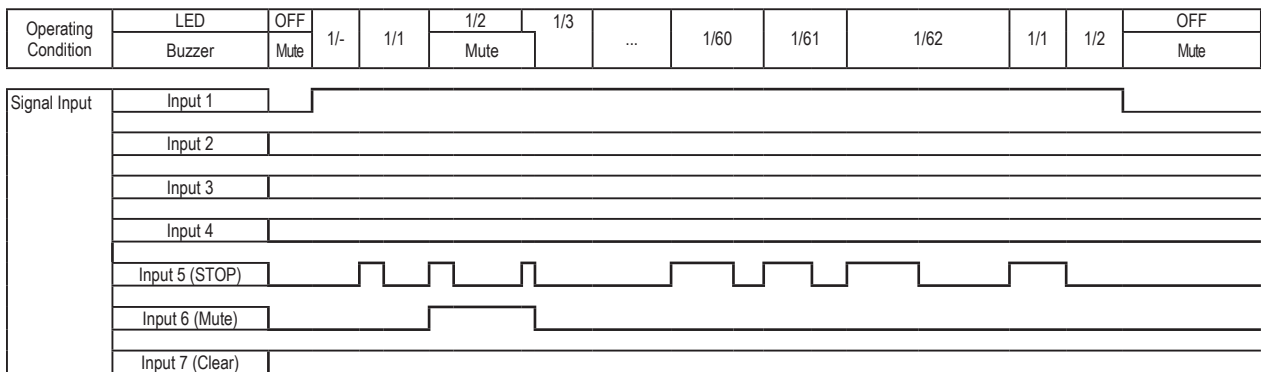 Operating Condition LED OFF 1/- 1/1 1/2 1/3 ... 1/60 1/61 1/62 1/1 1/2 OFF
Buzzer Mute Mute Mute
Signal Input Input 1
Input 2
Input 3
Input 4
Input 5 (STOP)
Input 6 (Mute)
Input 7 (Clear)